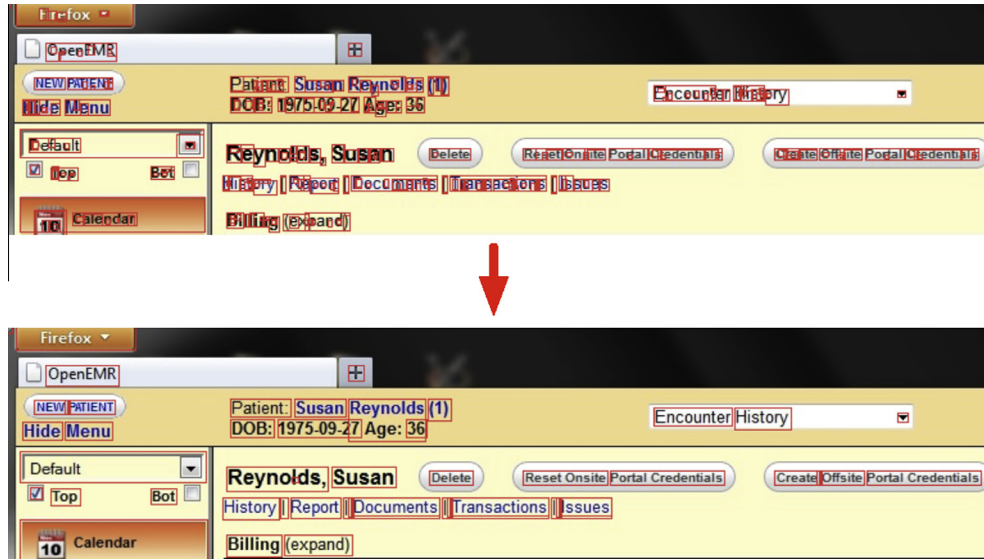 Firefox
OpenEMR
NEW PATIENT
Patient: Susan Reynolds (1)
Hide Menu
DOB: 1975-09-27 Age: 36
Encounter History
Default
Reynolds, Susan
Delete
Reset Onsite Portal Credentials
Create Offsite Portal Credentials
Top
Bot
History | Report | Documents | Transactions | Issues
10 Calendar
Billing (expand)
Firefox
OpenEMR
NEW PATIENT
Patient: Susan Reynolds (1)
Hide Menu
DOB: 1975-09-27 Age: 36
Encounter History
Default
Reynolds, Susan
Delete
Reset Onsite Portal Credentials
Create Offsite Portal Credentials
Top
Bot
History | Report | Documents | Transactions | Issues
10 Calendar
Billing (expand)